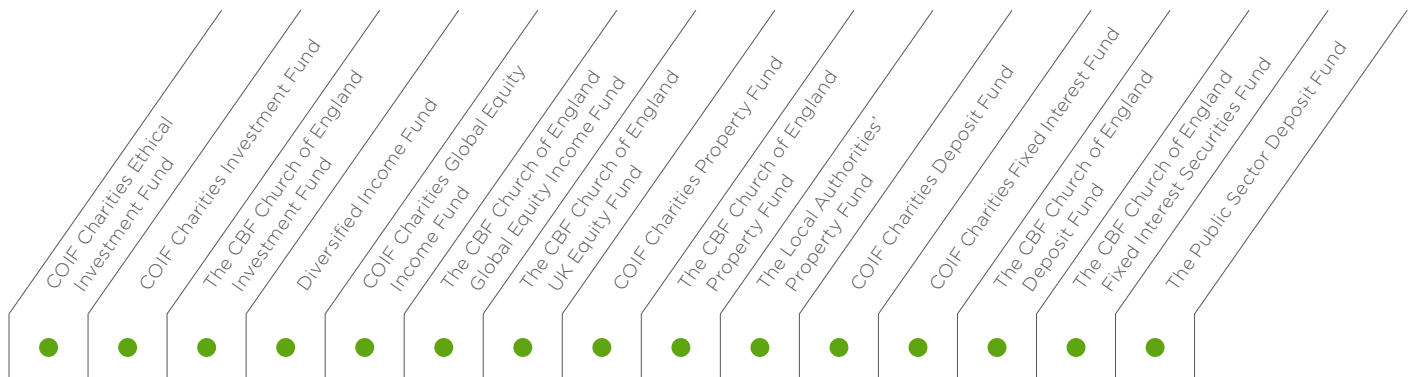 COIF Charities Ethical
Investment Fund
COIF Charities Investment Fund
The CBF Church of England
Investment Fund
Diversified Income Fund
COIF Charities Global Equity
Income Fund
The CBF Church of England
Global Equity Income Fund
The CBF Church of England
UK Equity Fund
COIF Charities Property Fund
The CBF Church of England
Property Fund
The Local Authorities’
Property Fund
COIF Charities Deposit Fund
COIF Charities Fixed Interest Fund
The CBF Church of England
Deposit Fund
The CBF Church of England
Fixed Interest Securities Fund
The Public Sector Deposit Fund